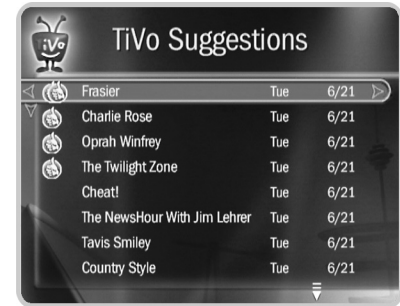 TiVo
TiVo Suggestions
Frasier Tue 6/21
Charlie Rose Tue 6/21
Oprah Winfrey Tue 6/21
The Twilight Zone Tue 6/21
Cheat! Tue 6/21
The NewsHour With Jim Lehrer Tue 6/21
Tavis Smiley Tue 6/21
Country Style Tue 6/21